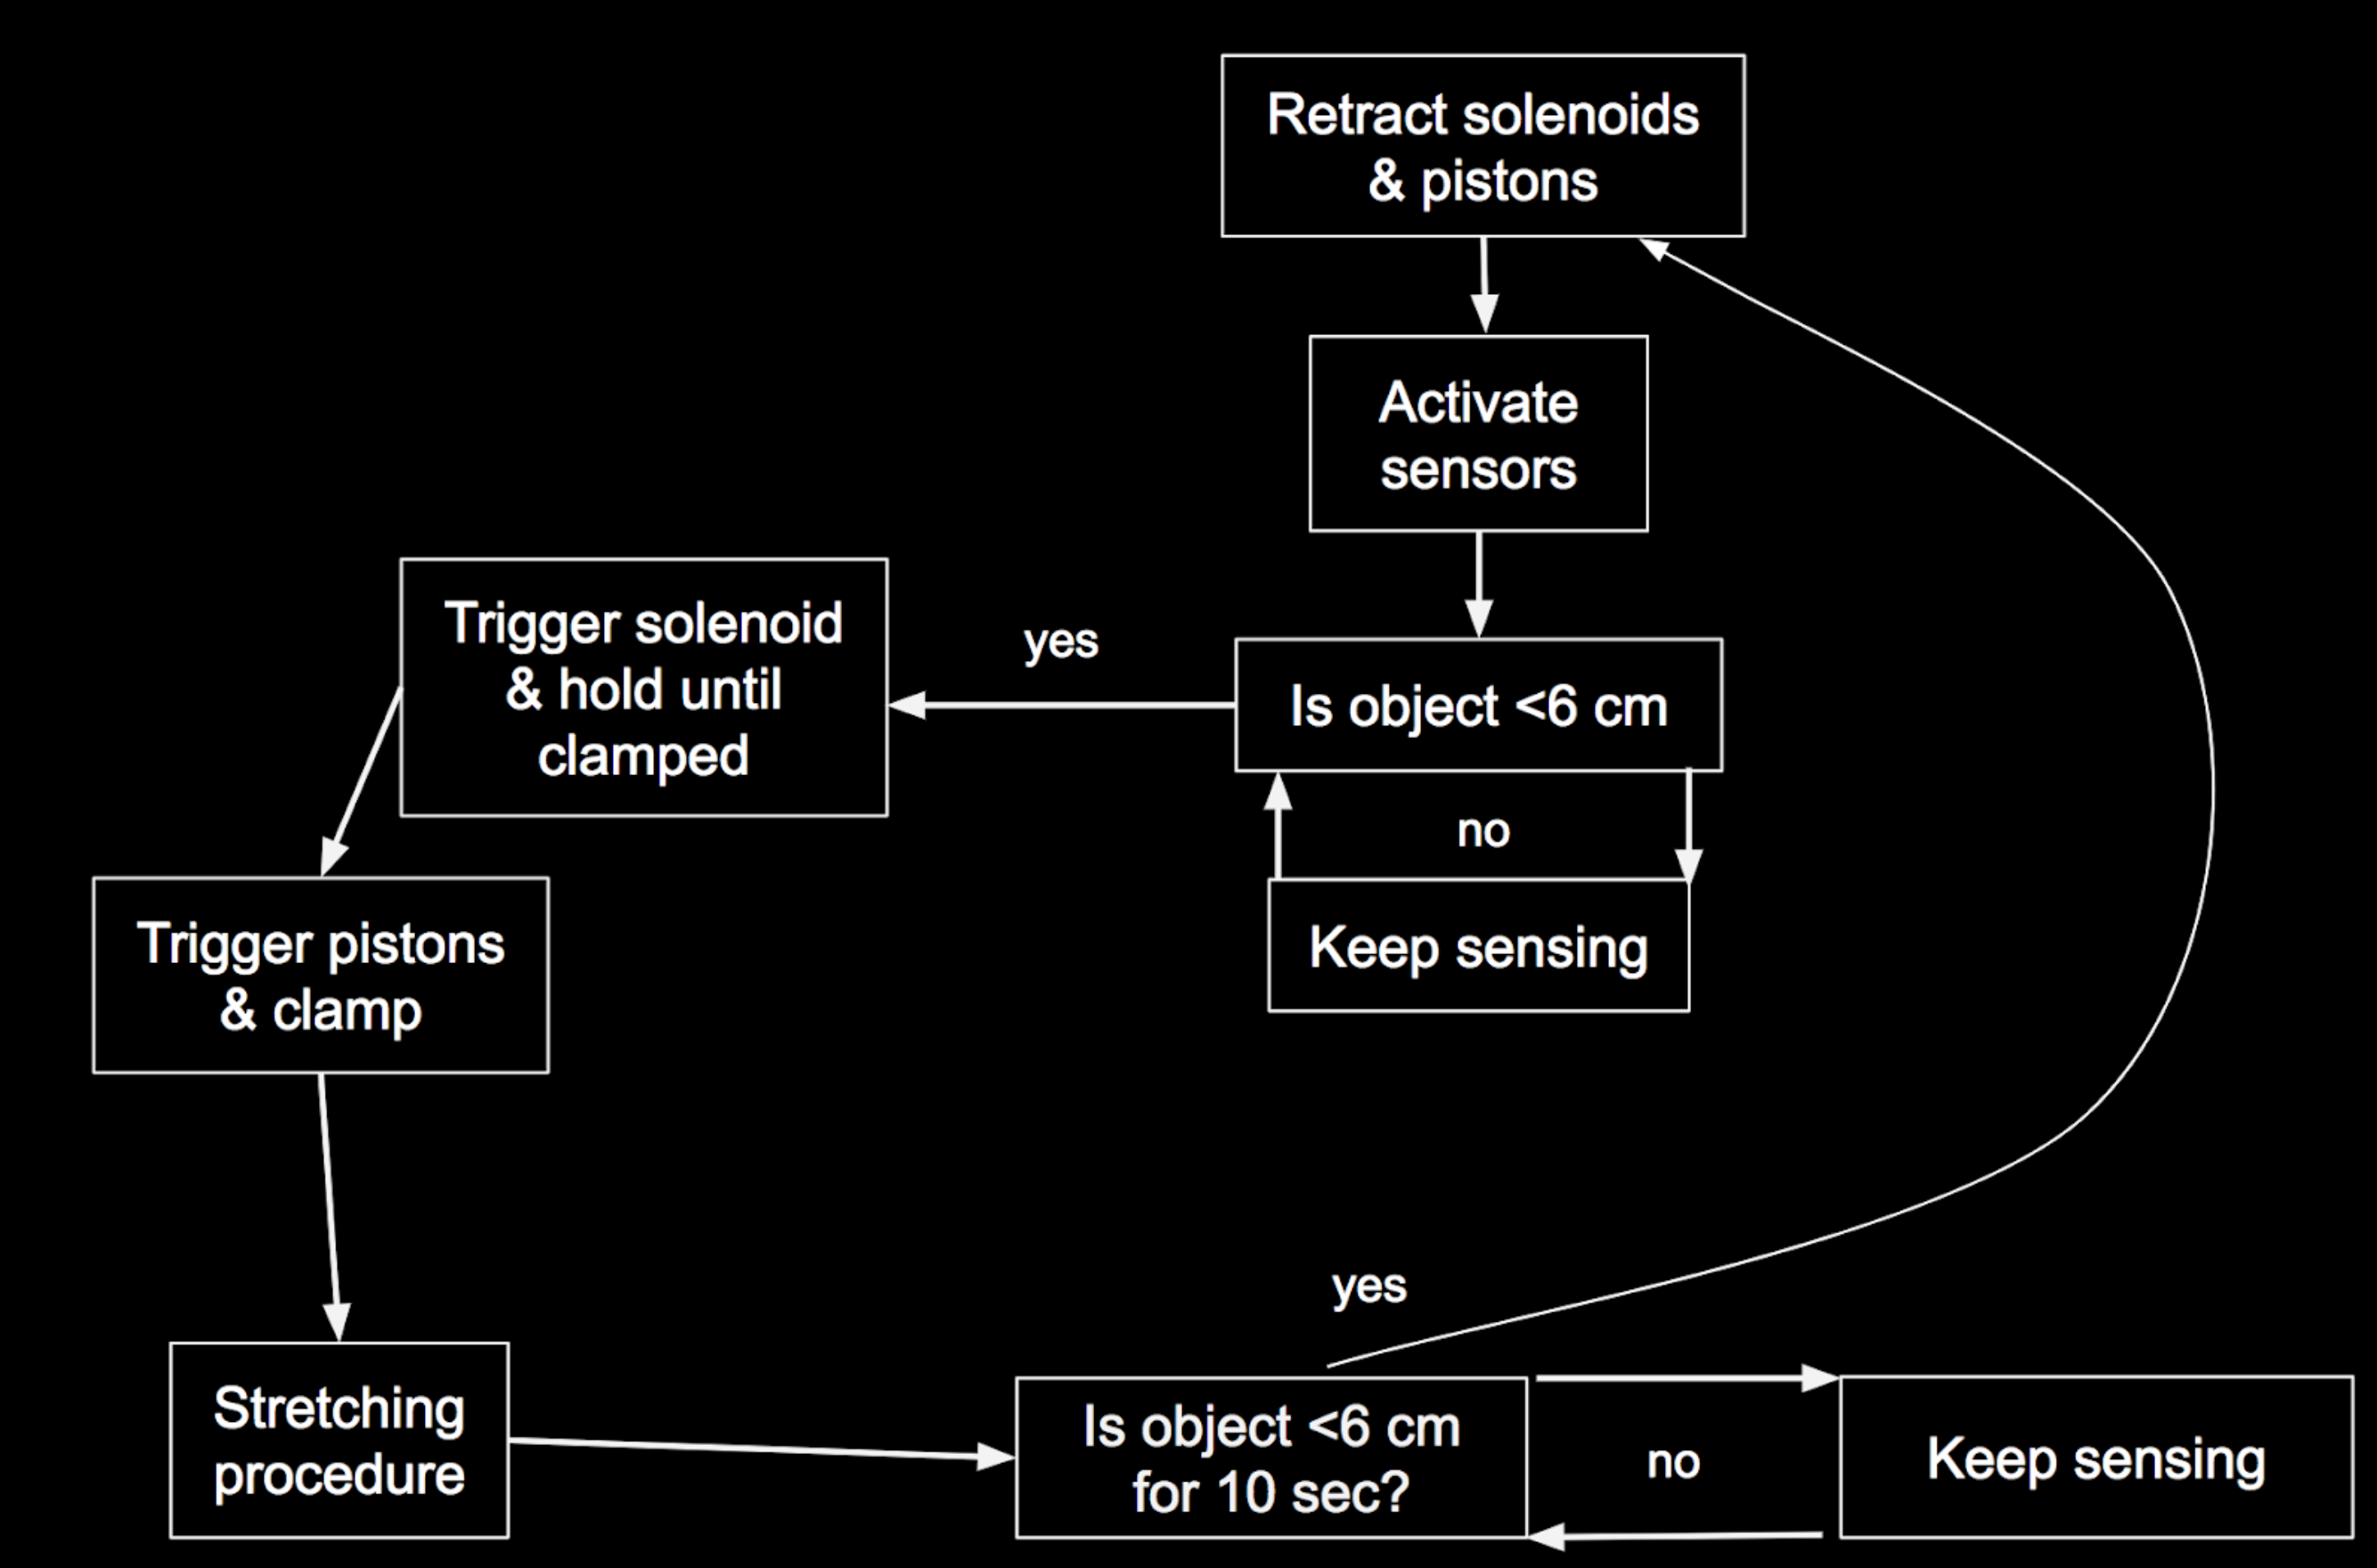 Retract solenoids
& pistons
Activate
sensors
Is object <6 cm
yes
no
Keep sensing
Trigger solenoid
& hold until
clamped
Trigger pistons
& clamp
Stretching
procedure
Is object <6 cm
for 10 sec?
yes
no
Keep sensing